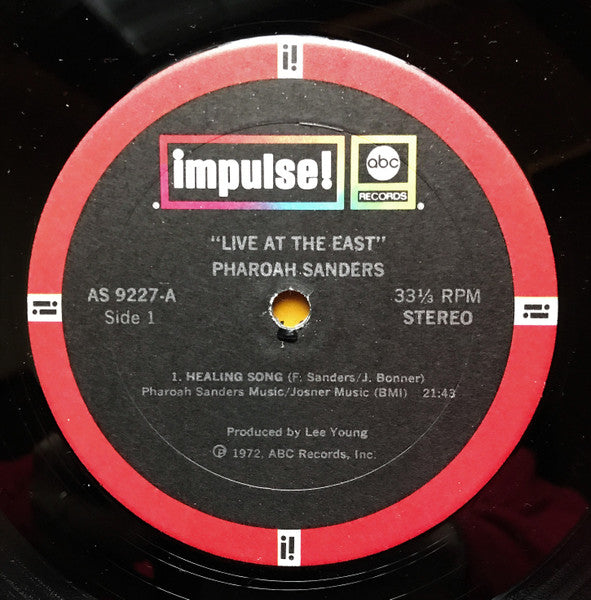 i!
impulse!
abc
RECORDS
"LIVE AT THE EAST"
PHAROAH SANDERS
AS 9227-A
33⅓ RPM
Side 1
STEREO
i!
i!
1. HEALING SONG (F. Sanders/J. Bonner)
Pharoah Sanders Music/Josner Music (BMI) 21:43
Produced by Lee Young
℗ 1972, ABC Records, Inc.
i!